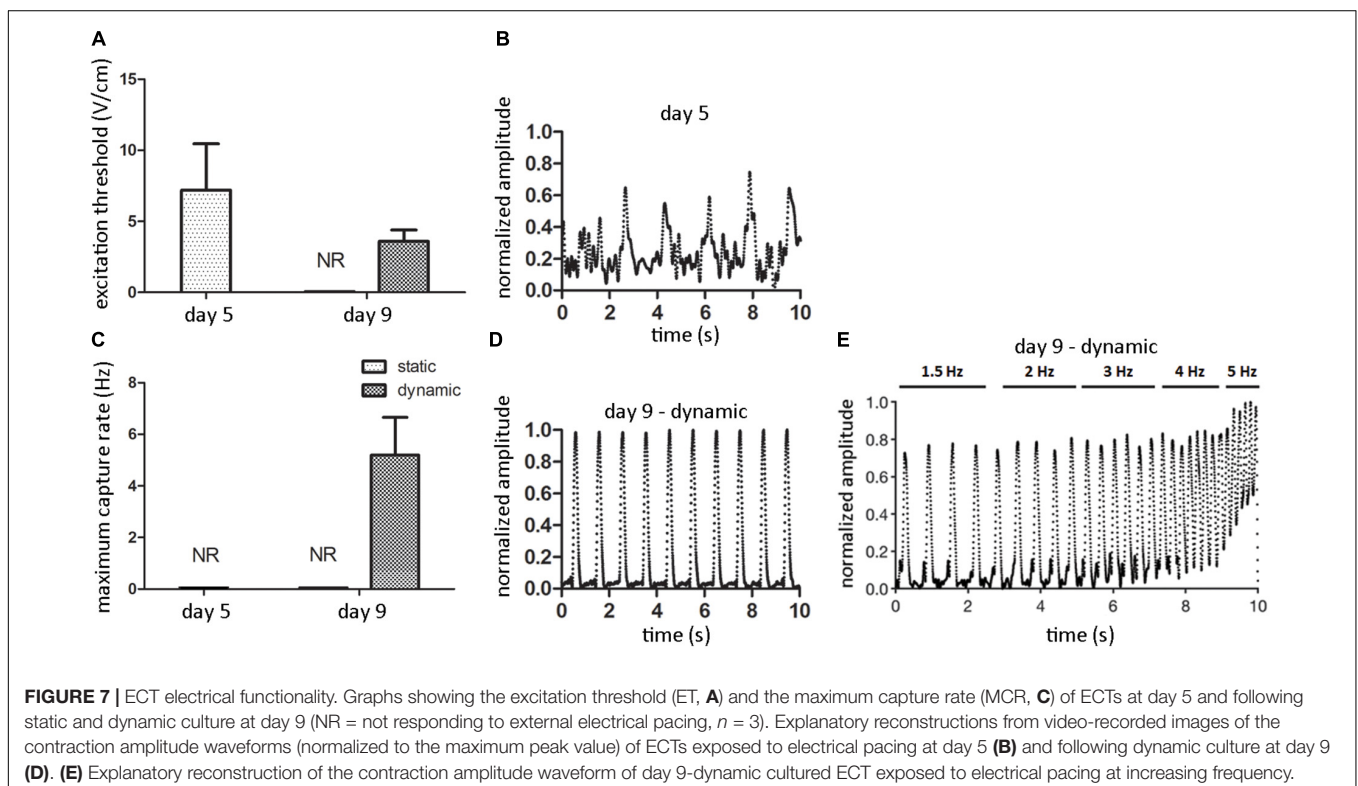 A
excitation threshold (V/cm)
15
10
5
0
NR
day 5
day 9
B
day 5
normalized amplitude
1.0
0.8
0.6
0.4
0.2
0.0
0 2 4 6 8 10
time (s)
C
maximum capture rate (Hz)
8
6
4
2
0
static
dynamic
NR
NR
day 5
day 9
D
day 9 - dynamic
normalized amplitude
1.0
0.8
0.6
0.4
0.2
0.0
0 2 4 6 8 10
time (s)
E
day 9 - dynamic
1.5 Hz 2 Hz 3 Hz 4 Hz 5 Hz
normalized amplitude
1.0
0.8
0.6
0.4
0.2
0.0
0 2 4 6 8 10
time (s)
FIGURE 7 | ECT electrical functionality. Graphs showing the excitation threshold (ET, A) and the maximum capture rate (MCR, C) of ECTs at day 5 and following
static and dynamic culture at day 9 (NR = not responding to external electrical pacing, n = 3). Explanatory reconstructions from video-recorded images of the
contraction amplitude waveforms (normalized to the maximum peak value) of ECTs exposed to electrical pacing at day 5 (B) and following dynamic culture at day 9
(D). (E) Explanatory reconstruction of the contraction amplitude waveform of day 9-dynamic cultured ECT exposed to electrical pacing at increasing frequency.